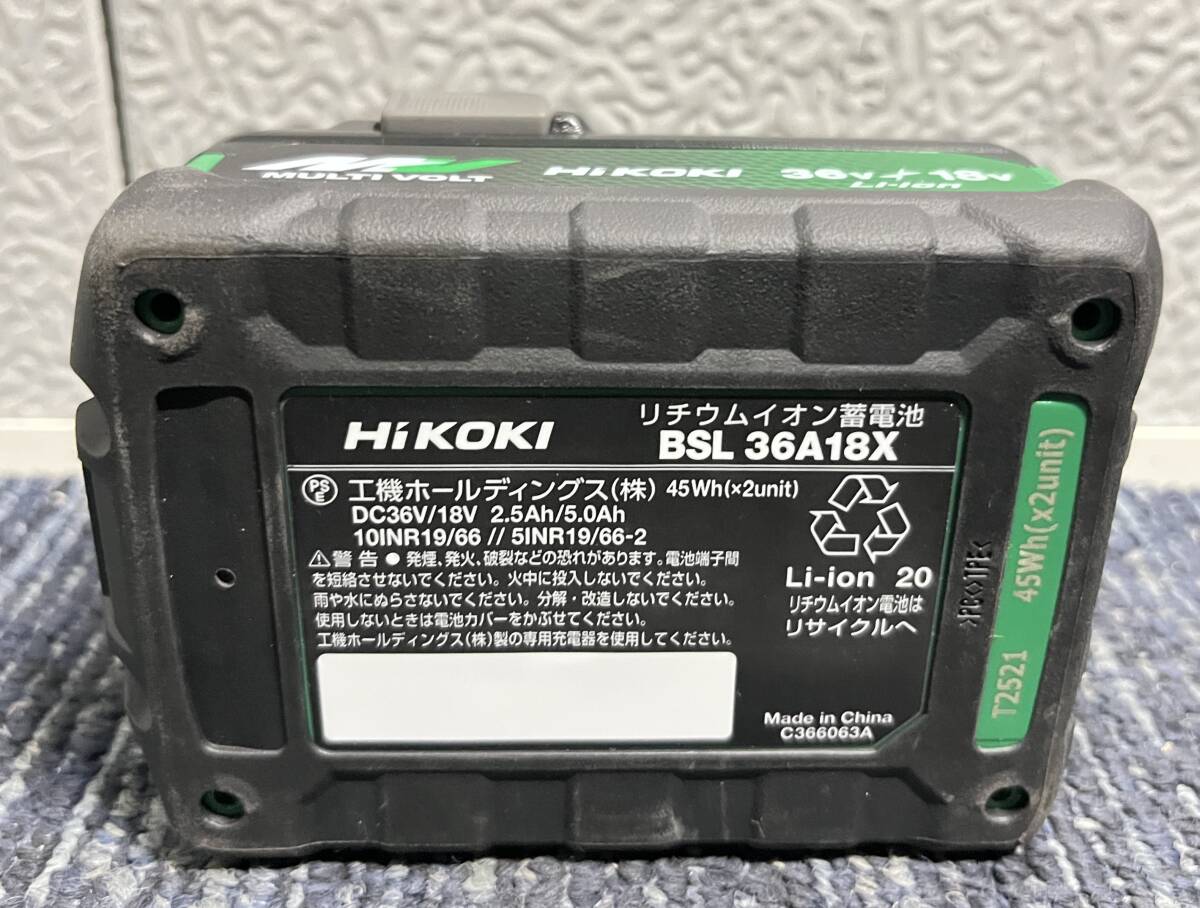 MULTI VOLT
HiKOKI
36V⚡18V
Li-ion
HiKOKI
リチウムイオン蓄電池
BSL 36A18X
PSE 工機ホールディングス(株) 45Wh(×2unit)
DC36V/18V 2.5Ah/5.0Ah
10INR19/66 // 5INR19/66-2
⚠警告 ● 発煙、発火、破裂などの恐れがあります。電池端子間
を短絡させないでください。火中に投入しないでください。
雨や水にぬらさないでください。分解・改造しないでください。
使用しないときは電池カバーをかぶせてください。
工機ホールディングス(株)製の専用充電器を使用してください。
Li-ion 20
リチウムイオン電池は
リサイクルへ
Made in China
C366063A
>PC<>TPE<
T2521 45Wh(x2unit)